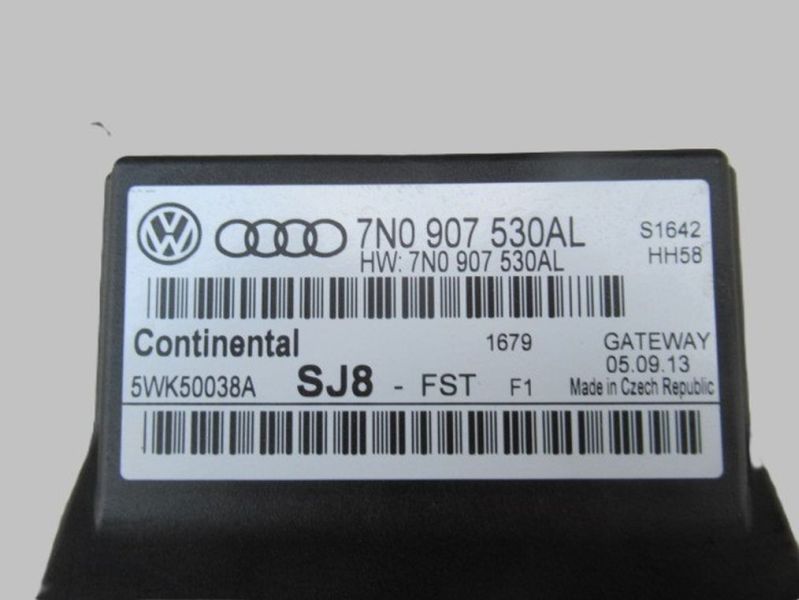 7N0 907 530AL S1642
HW: 7N0 907 530AL HH58
Continental 1679 GATEWAY
05.09.13
5WK50038A SJ8 - FST F1 Made in Czech Republic